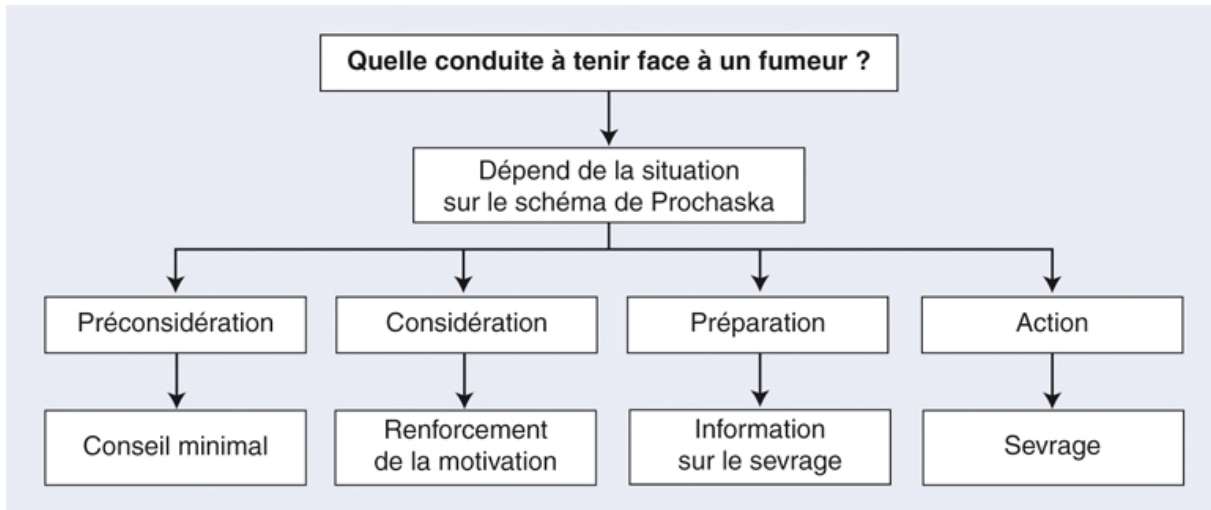 Quelle conduite à tenir face à un fumeur ?
Dépend de la situation
sur le schéma de Prochaska
Préconsidération
Considération
Préparation
Action
Conseil minimal
Renforcement
de la motivation
Information
sur le sevrage
Sevrage